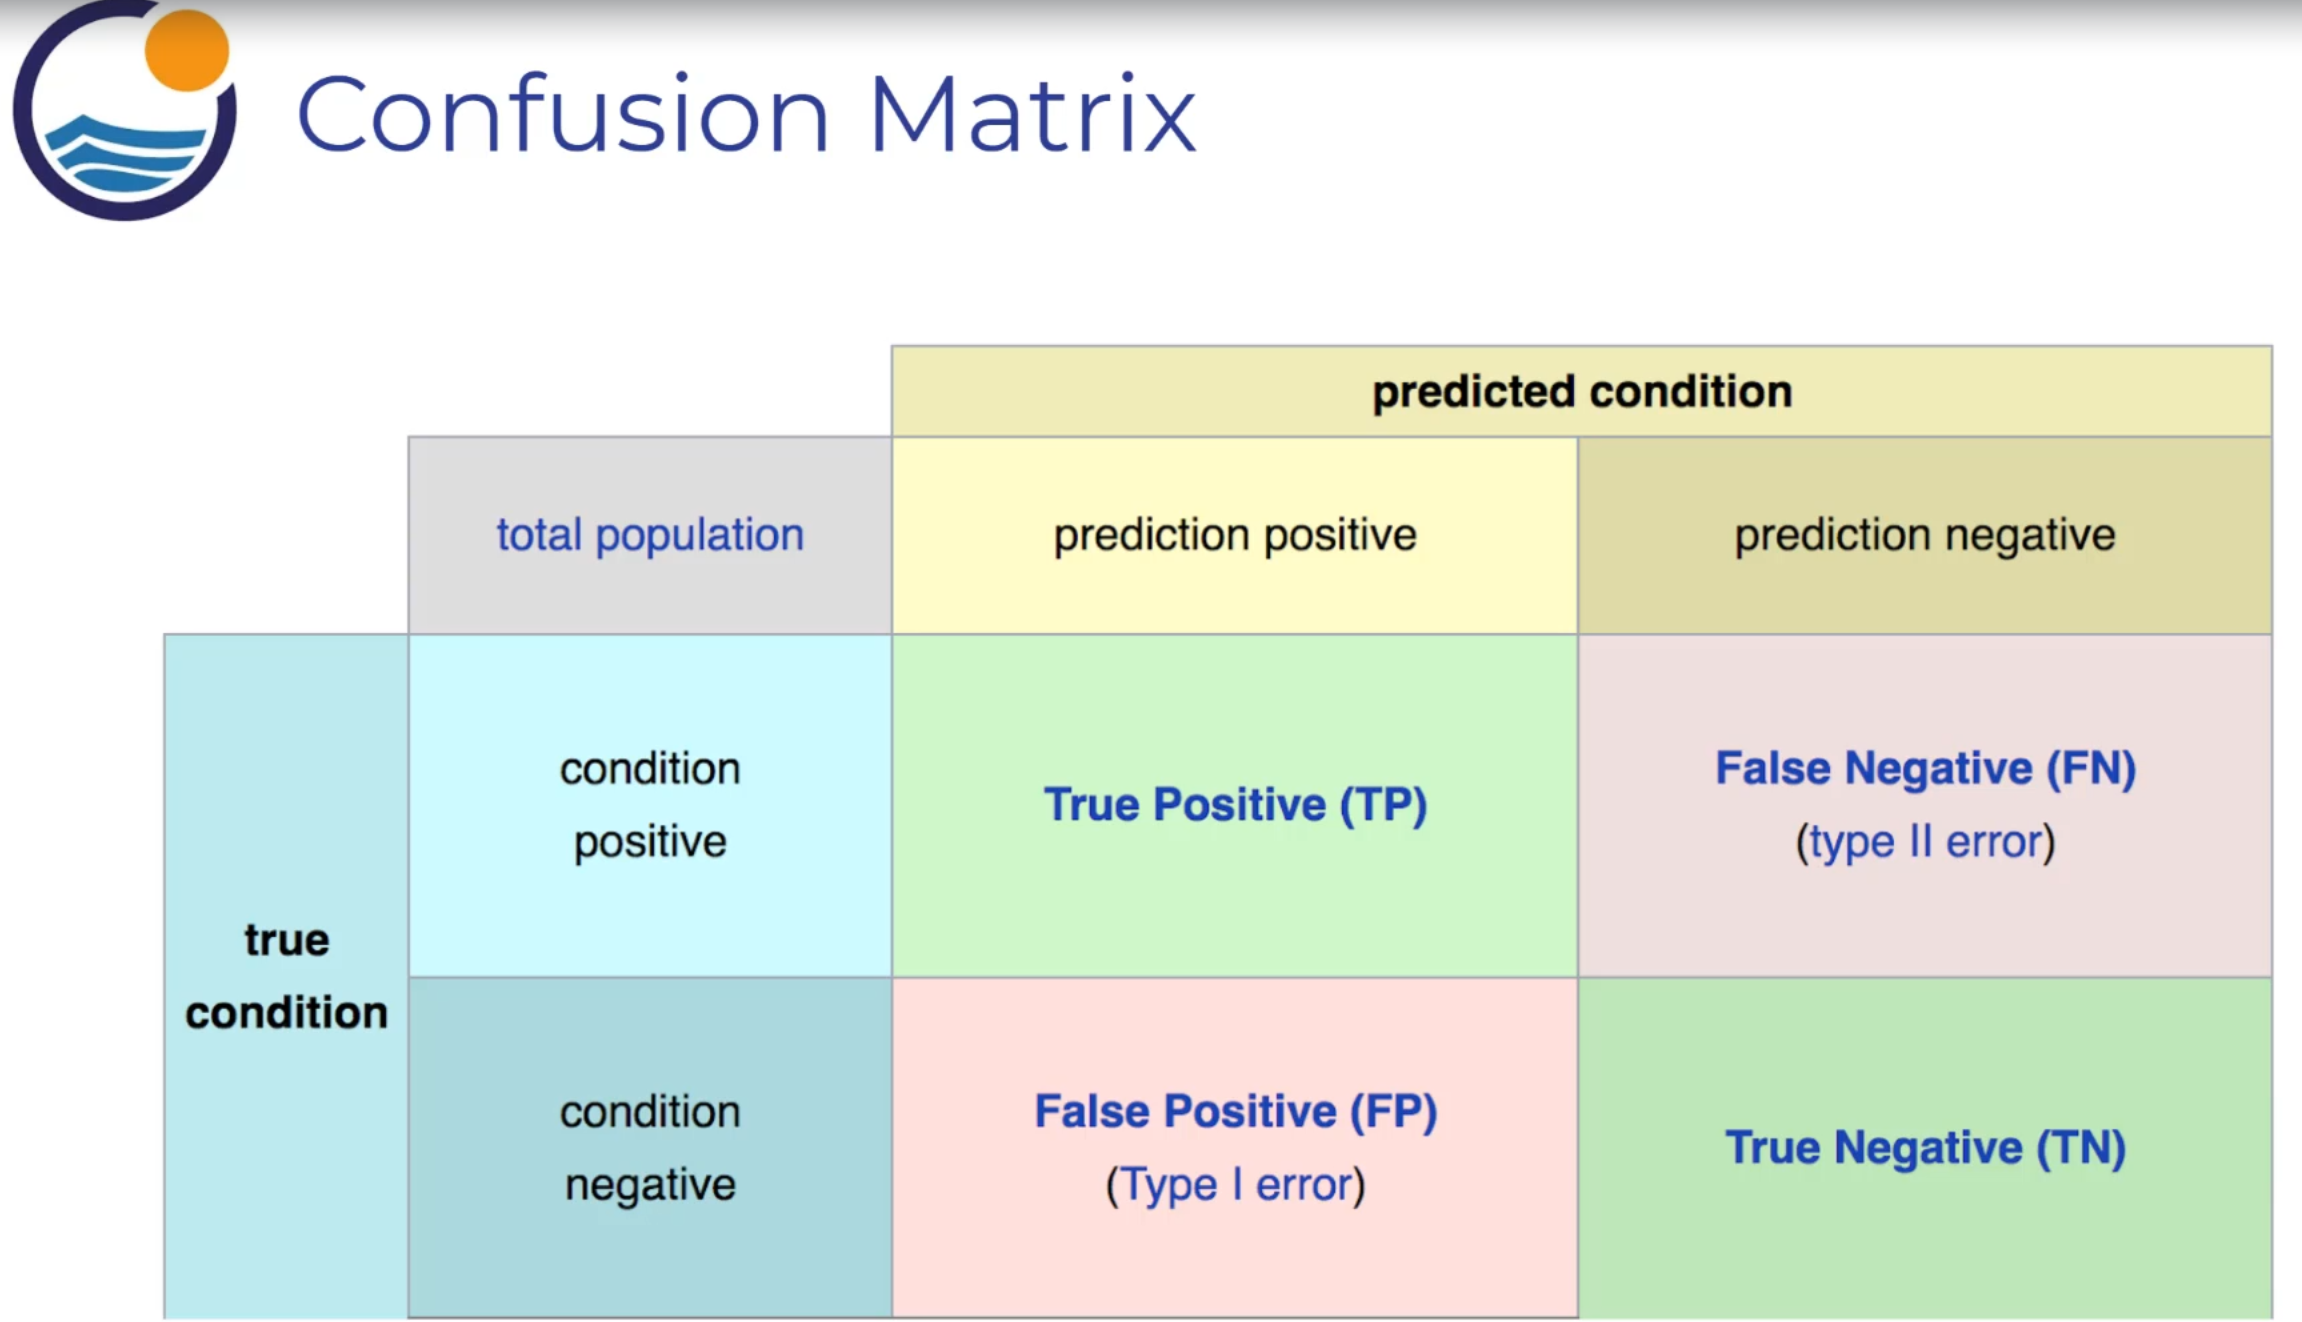 Confusion Matrix
predicted condition
total population
prediction positive
prediction negative
true
condition
condition
positive
True Positive (TP)
False Negative (FN)
(type II error)
condition
negative
False Positive (FP)
(Type I error)
True Negative (TN)